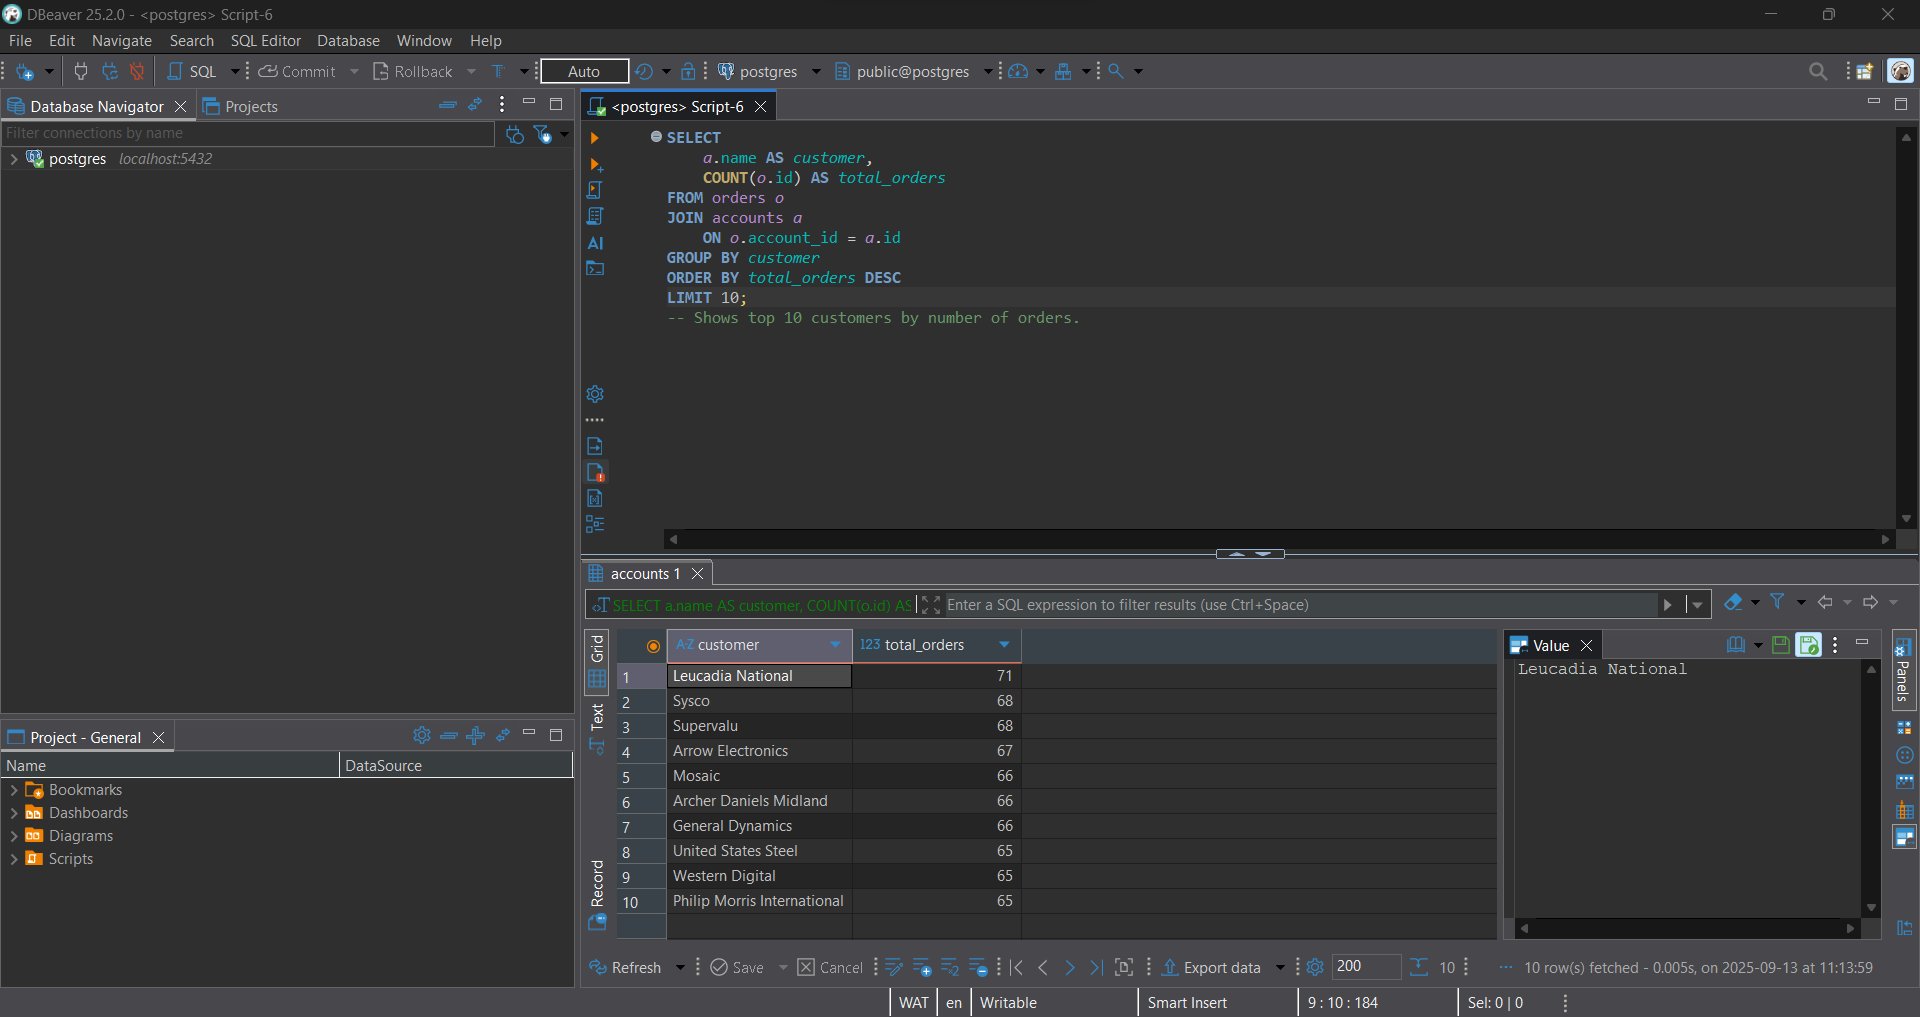 DBeaver 25.2.0 - <postgres> Script-6
File Edit Navigate Search SQL Editor Database Window Help
SQL Commit Rollback T Auto postgres public@postgres
Database Navigator Projects
Filter connections by name
postgres localhost:5432
<postgres> Script-6
SELECT
a.name AS customer,
COUNT(o.id) AS total_orders
FROM orders o
JOIN accounts a
ON o.account_id = a.id
GROUP BY customer
ORDER BY total_orders DESC
LIMIT 10;
-- Shows top 10 customers by number of orders.
AI
accounts 1
SELECT a.name AS customer, COUNT(o.id) AS
Enter a SQL expression to filter results (use Ctrl+Space)
Grid
Text
Record
A-Z customer 123 total_orders
1 Leucadia National 71
2 Sysco 68
3 Supervalu 68
4 Arrow Electronics 67
5 Mosaic 66
6 Archer Daniels Midland 66
7 General Dynamics 66
8 United States Steel 65
9 Western Digital 65
10 Philip Morris International 65
Value
Leucadia National
Panels
Project - General
Name DataSource
Bookmarks
Dashboards
Diagrams
Scripts
Refresh Save Cancel Export data 200 10 ··· 10 row(s) fetched - 0.005s, on 2025-09-13 at 11:13:59
WAT en Writable Smart Insert 9 : 10 : 184 Sel: 0 | 0